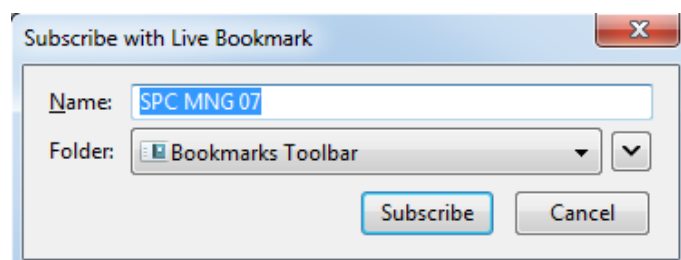 Subscribe with Live Bookmark
Name: SPC MNG 07
Folder: Bookmarks Toolbar
Subscribe Cancel